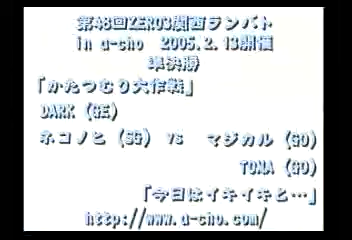 第48回ZERO3関西ランバト
in a-cho 2005.2.13開催
準決勝
「かたつむり大作戦」
DARK (GE)
ネコノヒ (SG) VS マジカル (GO)
TOMA (GO)
「今日はイキイキと…」
http://www.a-cho.com/